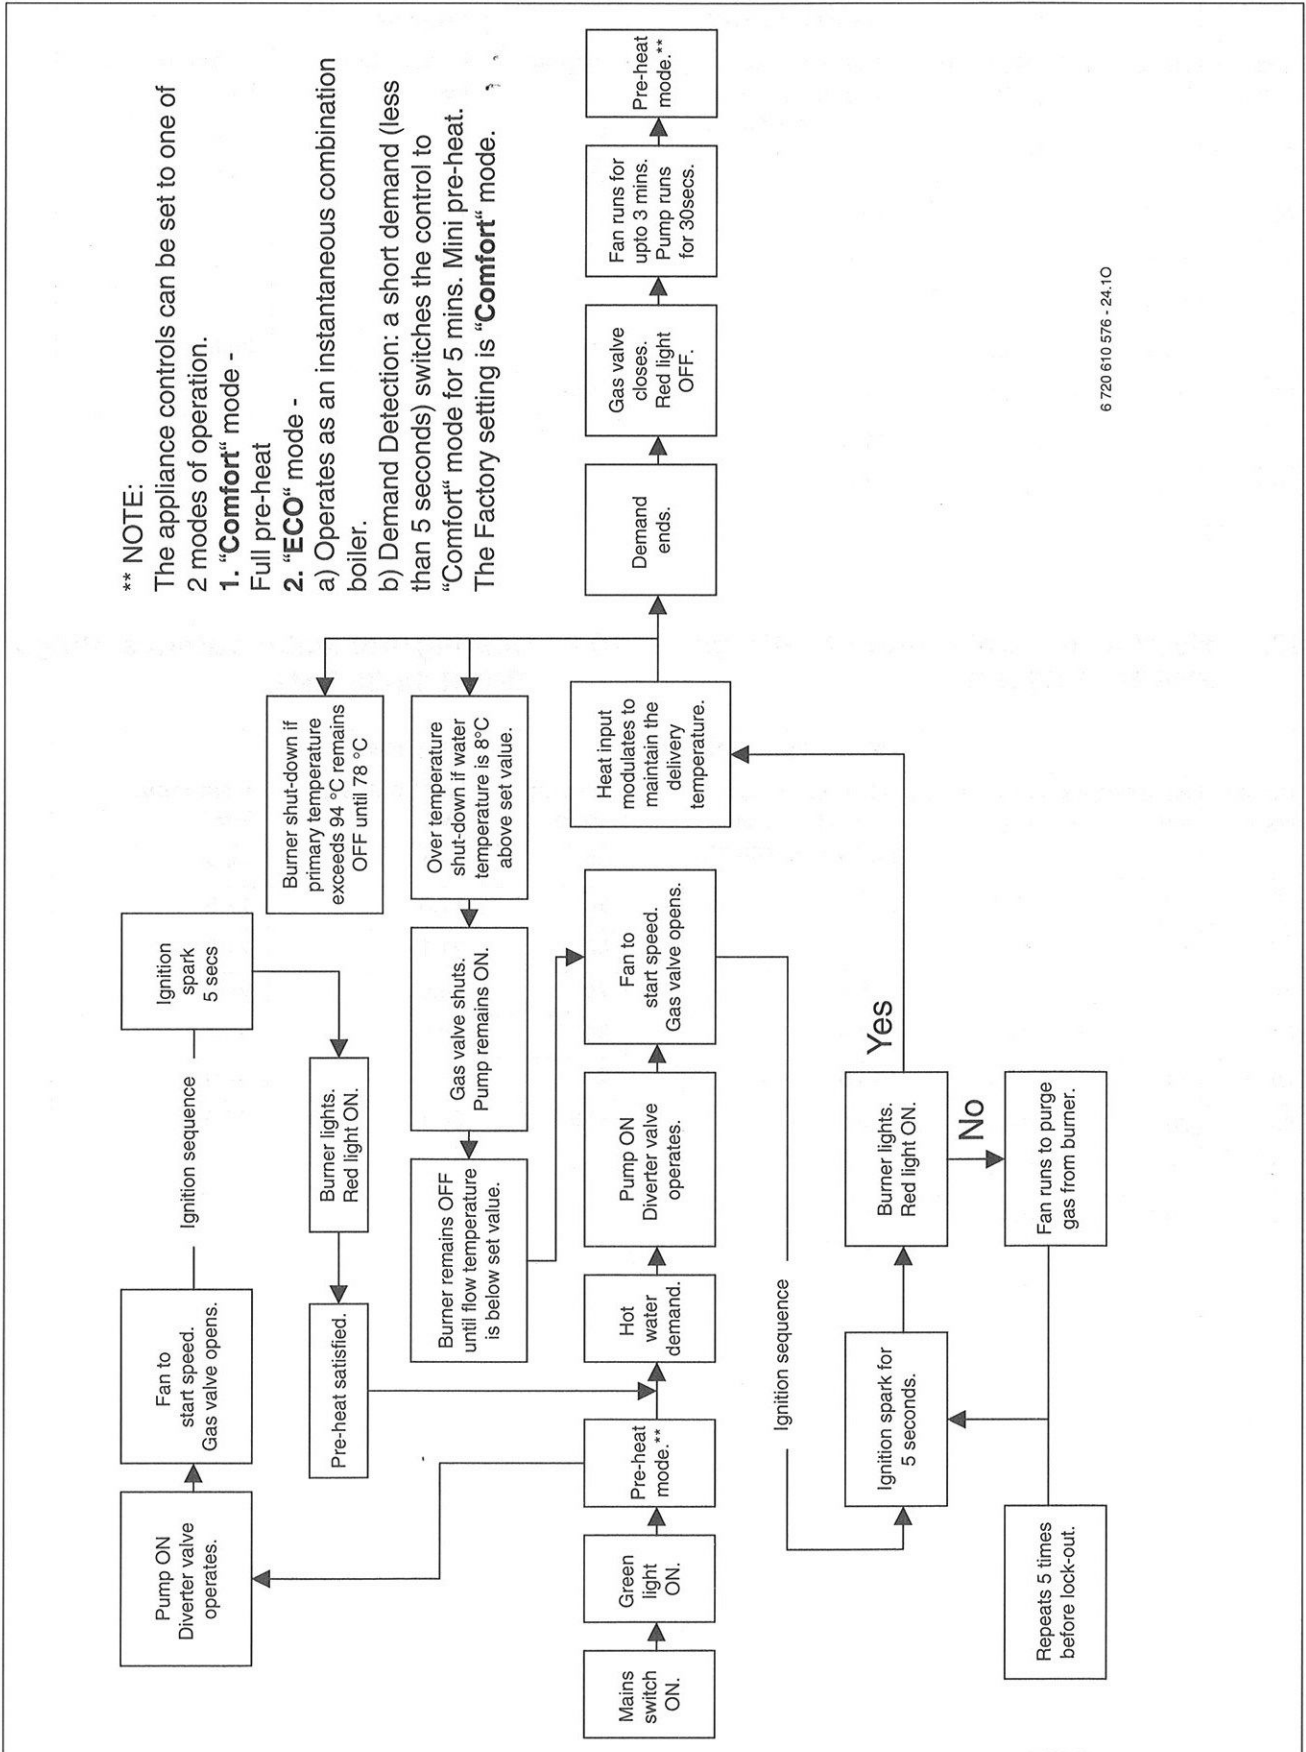 ** NOTE:
The appliance controls can be set to one of
2 modes of operation.
1. “Comfort“ mode -
Full pre-heat
2. “ECO“ mode -
a) Operates as an instantaneous combination
boiler.
b) Demand Detection: a short demand (less
than 5 seconds) switches the control to
“Comfort“ mode for 5 mins. Mini pre-heat.
The Factory setting is “Comfort“ mode.
Pump ON
Diverter valve
operates.
Fan to
start speed.
Gas valve opens.
Ignition sequence
Ignition
spark
5 secs
Burner lights.
Red light ON.
Pre-heat satisfied.
Burner shut-down if
primary temperature
exceeds 94 °C remains
OFF until 78 °C
Over temperature
shut-down if water
temperature is 8°C
above set value.
Gas valve shuts.
Pump remains ON.
Burner remains OFF
until flow temperature
is below set value.
Mains
switch
ON.
Green
light
ON.
Pre-heat
mode.**
Hot
water
demand.
Pump ON
Diverter valve
operates.
Fan to
start speed.
Gas valve opens.
Heat input
modulates to
maintain the
delivery
temperature.
Demand
ends.
Gas valve
closes.
Red light
OFF.
Fan runs for
upto 3 mins.
Pump runs
for 30secs.
Pre-heat
mode.**
Ignition sequence
Ignition spark for
5 seconds.
Burner lights.
Red light ON.
Yes
No
Fan runs to purge
gas from burner.
Repeats 5 times
before lock-out.
6 720 610 576 - 24.1O